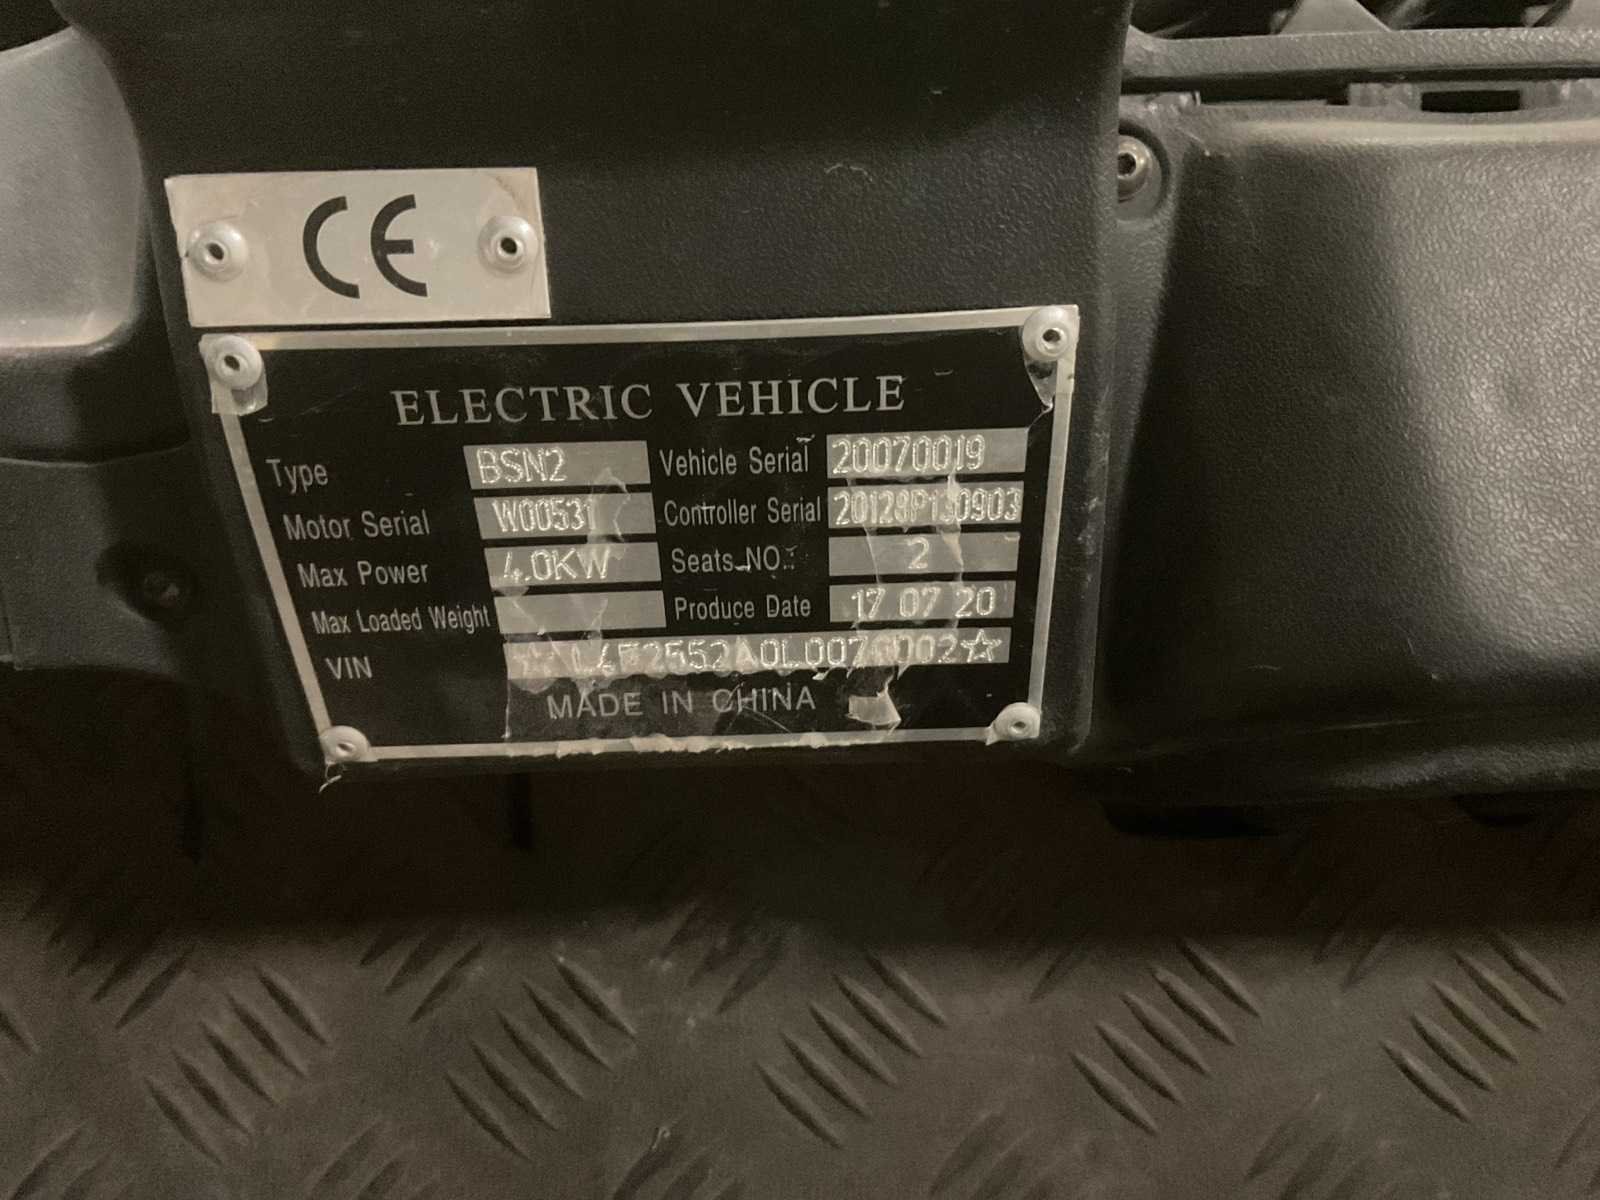 CE
ELECTRIC VEHICLE
Type BSN2 Vehicle Serial 20070019
Motor Serial W00531 Controller Serial 20128P130903
Max Power 4.0KW Seats NO.: 2
Max Loaded Weight Produce Date 17 07 20
VIN
MADE IN CHINA